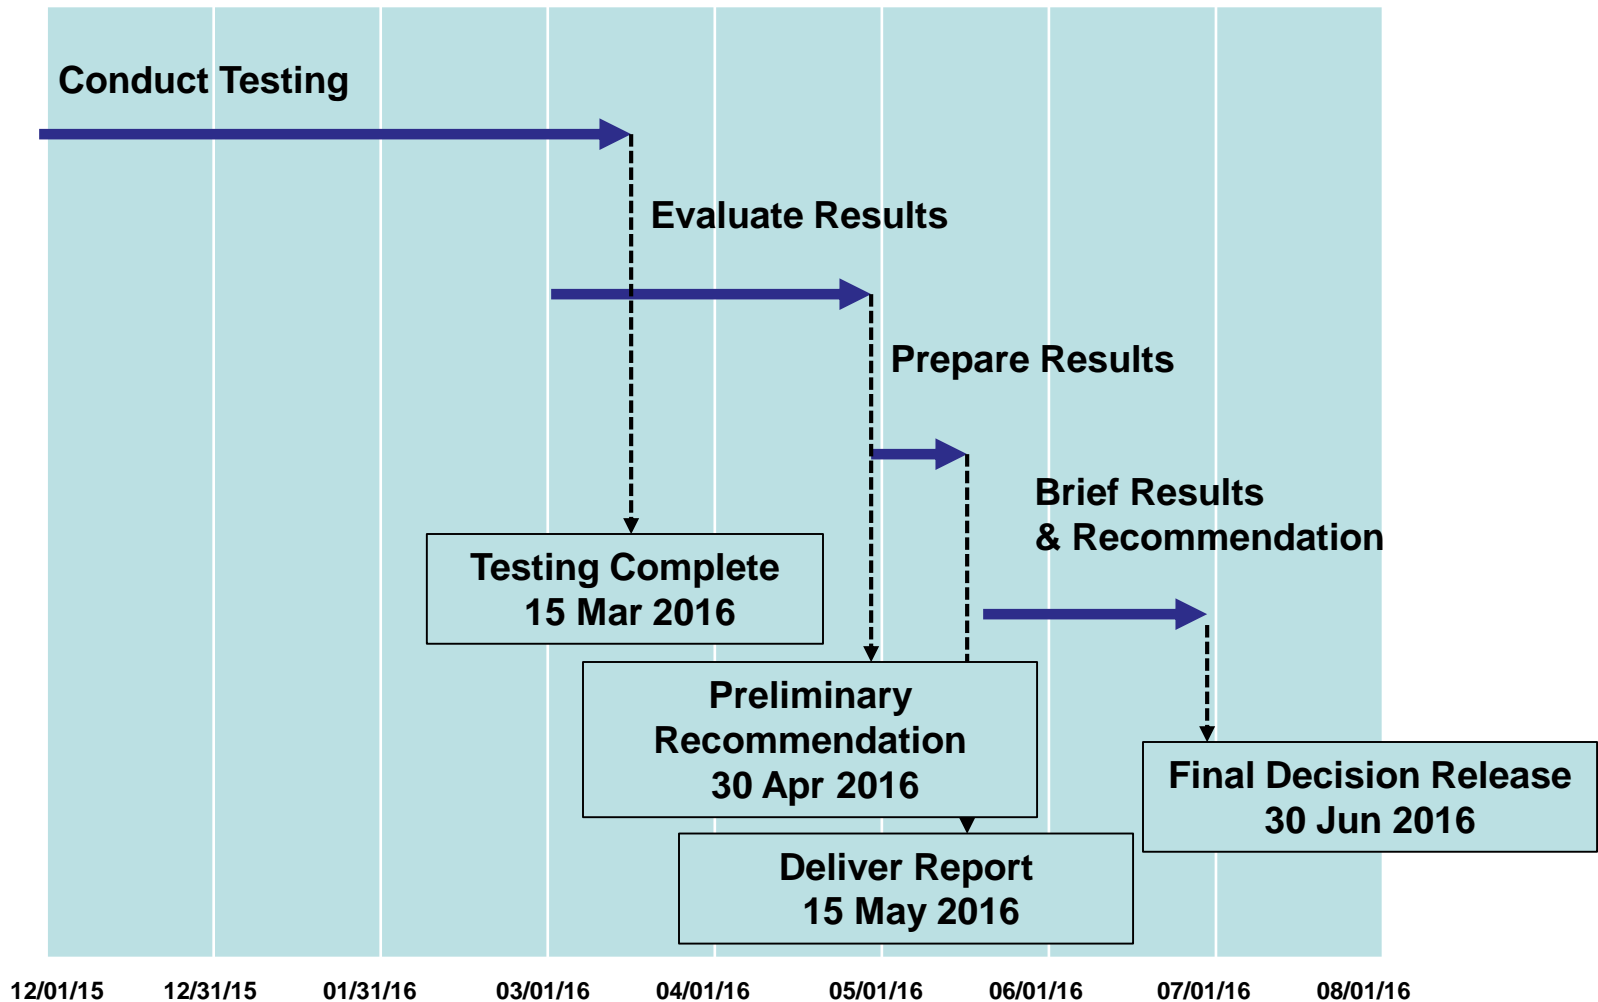 Conduct Testing
Evaluate Results
Prepare Results
Brief Results
& Recommendation
Testing Complete
15 Mar 2016
Preliminary
Recommendation
30 Apr 2016
Final Decision Release
30 Jun 2016
Deliver Report
15 May 2016
12/01/15 12/31/15 01/31/16 03/01/16 04/01/16 05/01/16 06/01/16 07/01/16 08/01/16